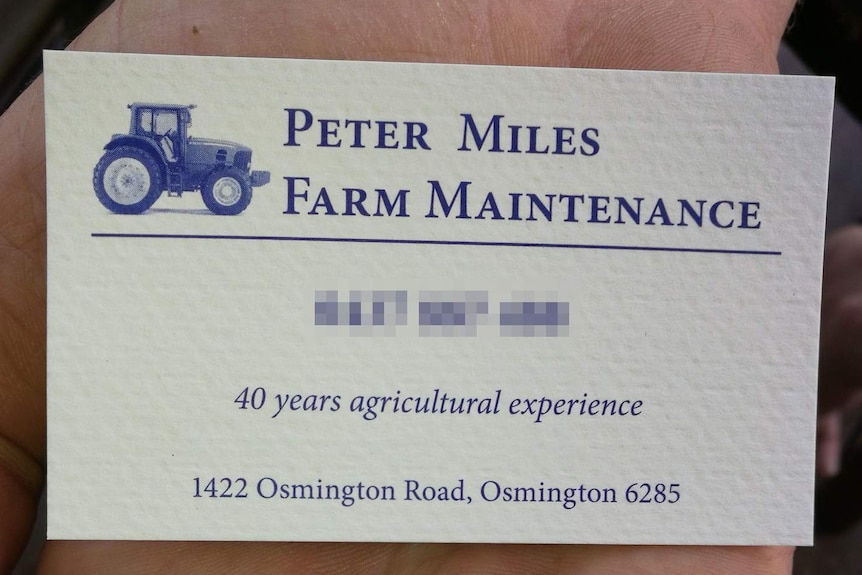 PETER MILES
FARM MAINTENANCE
40 years agricultural experience
1422 Osmington Road, Osmington 6285